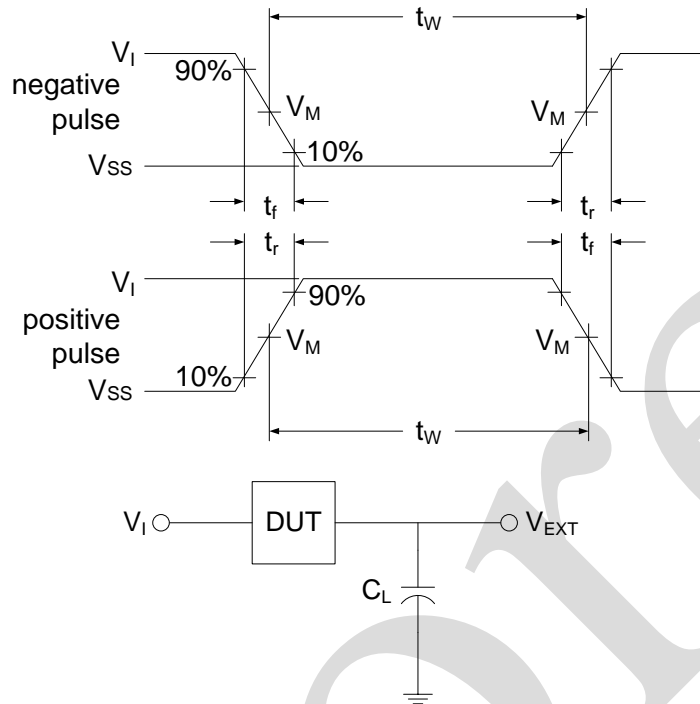 tW
VI
90%
negative
pulse
VM
VM
10%
VSS
tf
tr
tr
tf
VI
90%
positive
pulse
VM
VM
10%
VSS
tW
VI
DUT
VEXT
CL